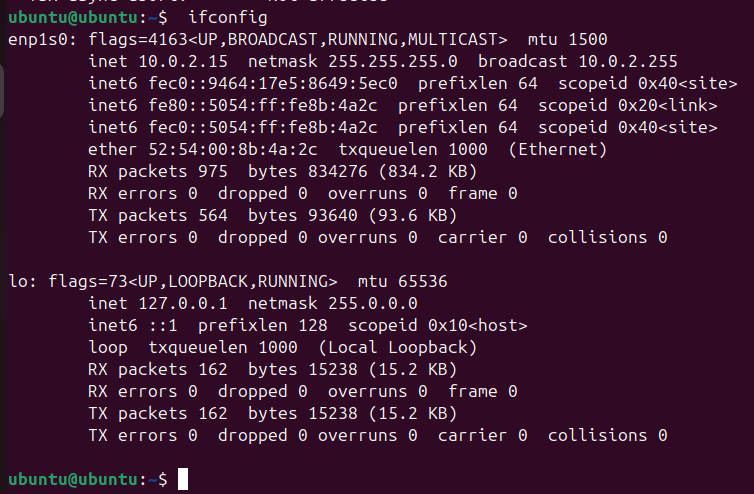 ubuntu@ubuntu:~$  ifconfig
enp1s0: flags=4163<UP,BROADCAST,RUNNING,MULTICAST>  mtu 1500
        inet 10.0.2.15  netmask 255.255.255.0  broadcast 10.0.2.255
        inet6 fec0::9464:17e5:8649:5ec0  prefixlen 64  scopeid 0x40<site>
        inet6 fe80::5054:ff:fe8b:4a2c  prefixlen 64  scopeid 0x20<link>
        inet6 fec0::5054:ff:fe8b:4a2c  prefixlen 64  scopeid 0x40<site>
        ether 52:54:00:8b:4a:2c  txqueuelen 1000  (Ethernet)
        RX packets 975  bytes 834276 (834.2 KB)
        RX errors 0  dropped 0  overruns 0  frame 0
        TX packets 564  bytes 93640 (93.6 KB)
        TX errors 0  dropped 0 overruns 0  carrier 0  collisions 0

lo: flags=73<UP,LOOPBACK,RUNNING>  mtu 65536
        inet 127.0.0.1  netmask 255.0.0.0
        inet6 ::1  prefixlen 128  scopeid 0x10<host>
        loop  txqueuelen 1000  (Local Loopback)
        RX packets 162  bytes 15238 (15.2 KB)
        RX errors 0  dropped 0  overruns 0  frame 0
        TX packets 162  bytes 15238 (15.2 KB)
        TX errors 0  dropped 0 overruns 0  carrier 0  collisions 0

ubuntu@ubuntu:~$